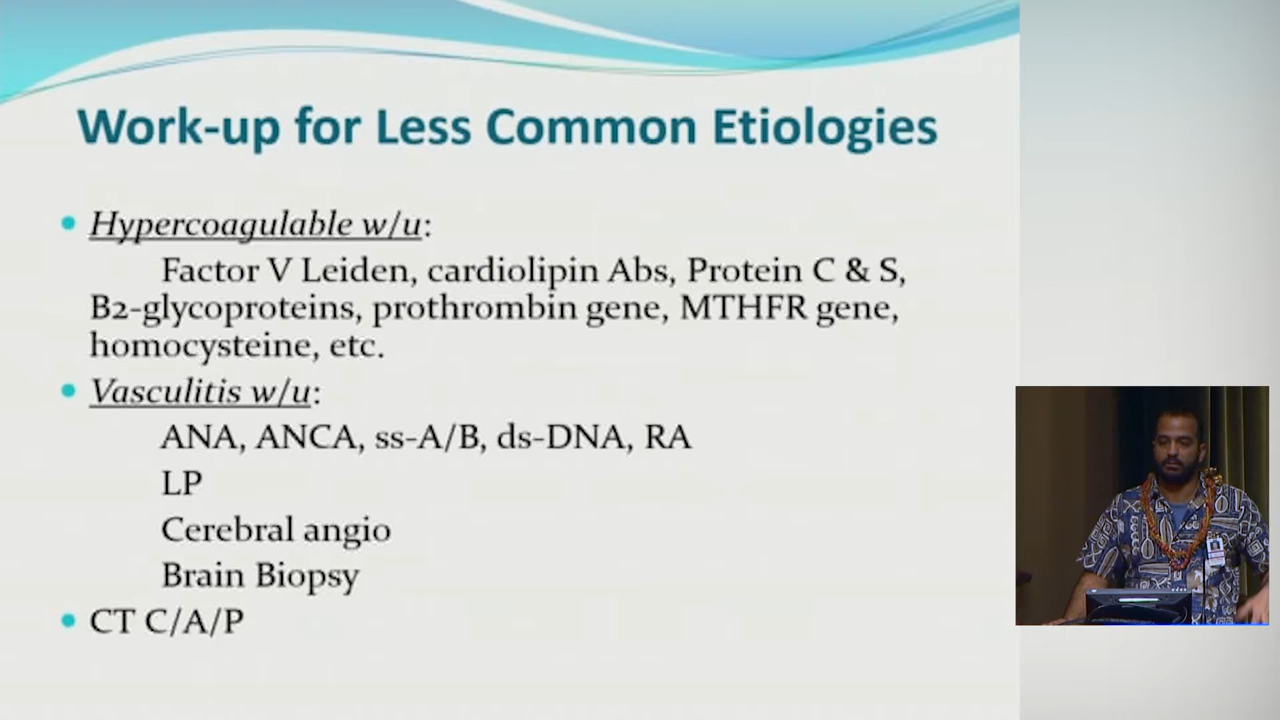 Work-up for Less Common Etiologies
Hypercoagulable w/u:
Factor V Leiden, cardiolipin Abs, Protein C & S,
B2-glycoproteins, prothrombin gene, MTHFR gene,
homocysteine, etc.
Vasculitis w/u:
ANA, ANCA, ss-A/B, ds-DNA, RA
LP
Cerebral angio
Brain Biopsy
CT C/A/P